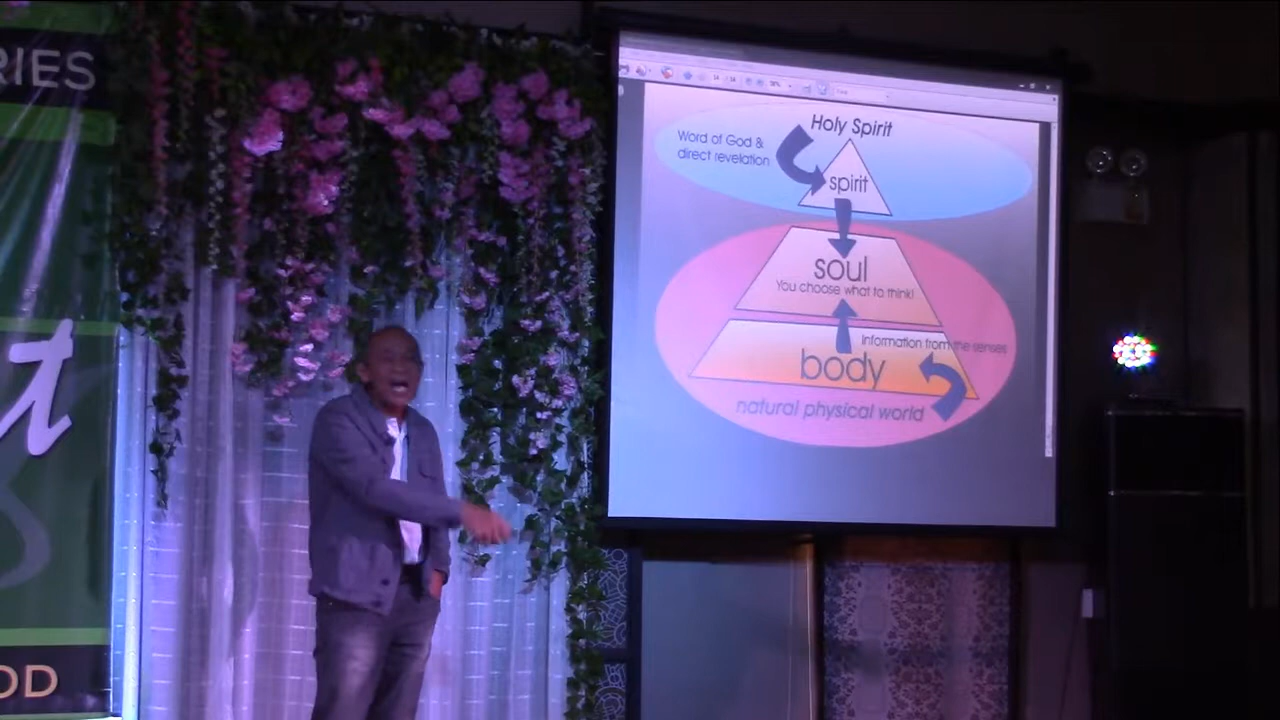 RIES
t
OD
Holy Spirit
Word of God &
direct revelation
spirit
soul
You choose what to think!
Information from the senses
body
natural physical world